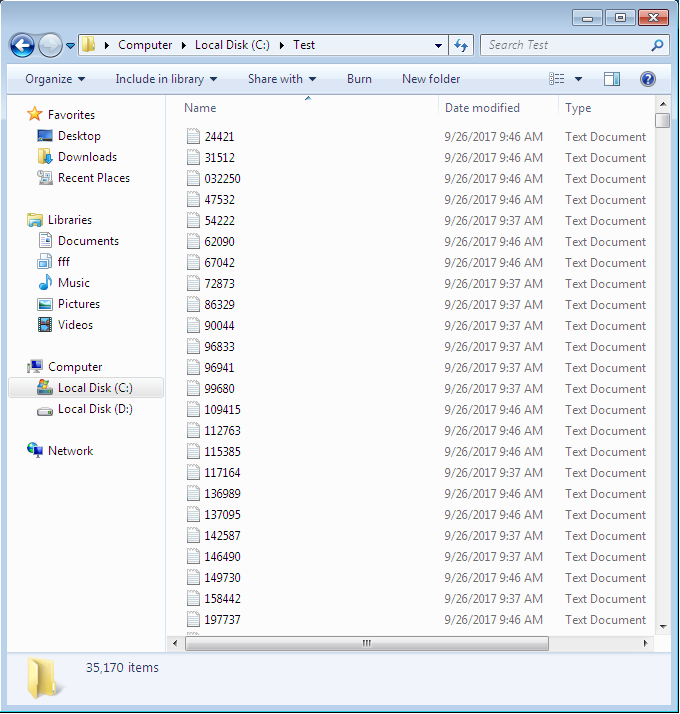 Computer Local Disk (C:) Test
Search Test
Organize Include in library Share with Burn New folder
Favorites
Desktop
Downloads
Recent Places
Libraries
Documents
fff
Music
Pictures
Videos
Computer
Local Disk (C:)
Local Disk (D:)
Network
Name Date modified Type
24421 9/26/2017 9:46 AM Text Document
31512 9/26/2017 9:46 AM Text Document
032250 9/26/2017 9:46 AM Text Document
47532 9/26/2017 9:46 AM Text Document
54222 9/26/2017 9:37 AM Text Document
62090 9/26/2017 9:46 AM Text Document
67042 9/26/2017 9:46 AM Text Document
72873 9/26/2017 9:37 AM Text Document
86329 9/26/2017 9:37 AM Text Document
90044 9/26/2017 9:37 AM Text Document
96833 9/26/2017 9:37 AM Text Document
96941 9/26/2017 9:37 AM Text Document
99680 9/26/2017 9:37 AM Text Document
109415 9/26/2017 9:46 AM Text Document
112763 9/26/2017 9:46 AM Text Document
115385 9/26/2017 9:46 AM Text Document
117164 9/26/2017 9:37 AM Text Document
136989 9/26/2017 9:46 AM Text Document
137095 9/26/2017 9:46 AM Text Document
142587 9/26/2017 9:37 AM Text Document
146490 9/26/2017 9:37 AM Text Document
149730 9/26/2017 9:46 AM Text Document
158442 9/26/2017 9:37 AM Text Document
197737 9/26/2017 9:46 AM Text Document
35,170 items